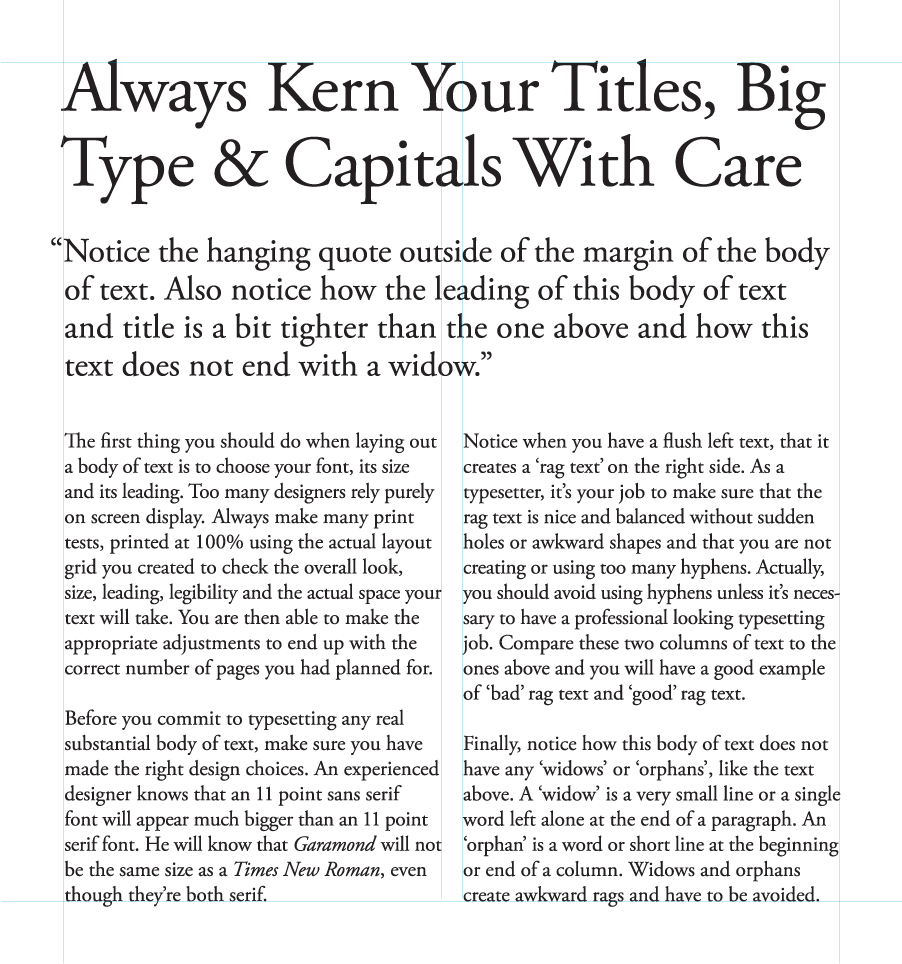 Always Kern Your Titles, Big
Type & Capitals With Care
“Notice the hanging quote outside of the margin of the body
of text. Also notice how the leading of this body of text
and title is a bit tighter than the one above and how this
text does not end with a widow.”
The first thing you should do when laying out
a body of text is to choose your font, its size
and its leading. Too many designers rely purely
on screen display. Always make many print
tests, printed at 100% using the actual layout
grid you created to check the overall look,
size, leading, legibility and the actual space your
text will take. You are then able to make the
appropriate adjustments to end up with the
correct number of pages you had planned for.
Before you commit to typesetting any real
substantial body of text, make sure you have
made the right design choices. An experienced
designer knows that an 11 point sans serif
font will appear much bigger than an 11 point
serif font. He will know that Garamond will not
be the same size as a Times New Roman, even
though they’re both serif.
Notice when you have a flush left text, that it
creates a ‘rag text’ on the right side. As a
typesetter, it’s your job to make sure that the
rag text is nice and balanced without sudden
holes or awkward shapes and that you are not
creating or using too many hyphens. Actually,
you should avoid using hyphens unless it’s neces-
sary to have a professional looking typesetting
job. Compare these two columns of text to the
ones above and you will have a good example
of ‘bad’ rag text and ‘good’ rag text.
Finally, notice how this body of text does not
have any ‘widows’ or ‘orphans’, like the text
above. A ‘widow’ is a very small line or a single
word left alone at the end of a paragraph. An
‘orphan’ is a word or short line at the beginning
or end of a column. Widows and orphans
create awkward rags and have to be avoided.